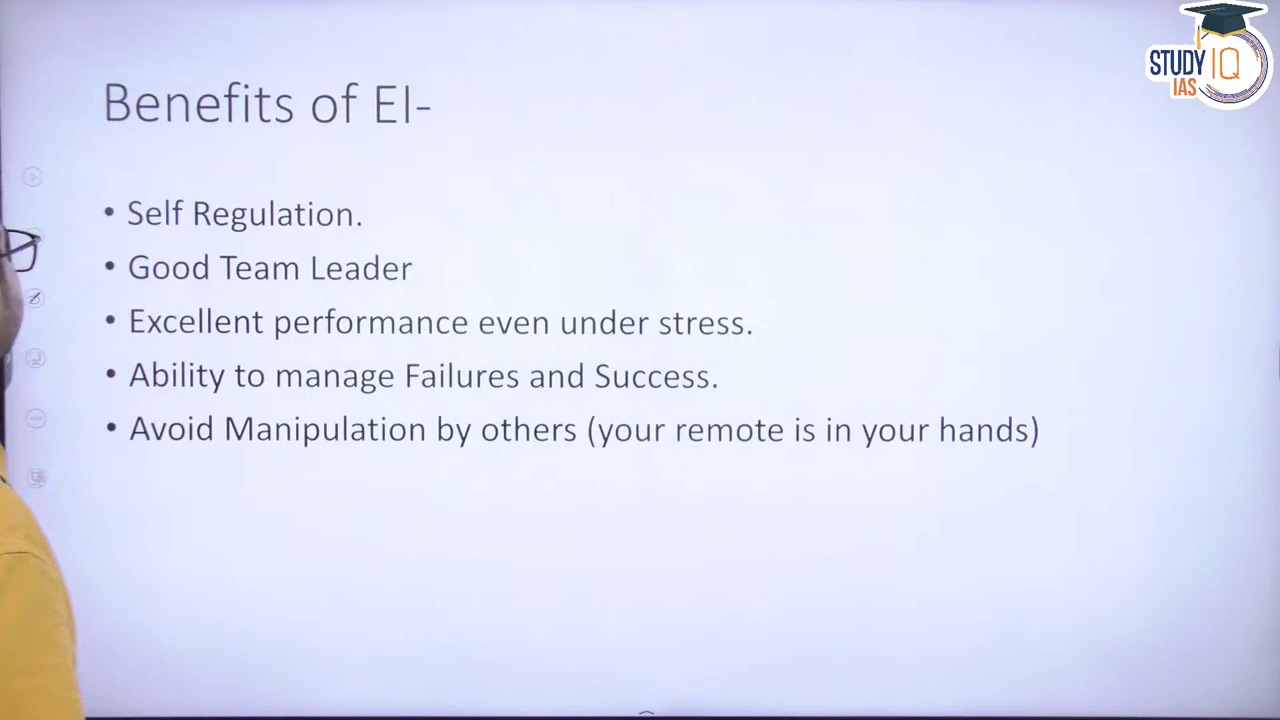 STUDY IQ
IAS
Benefits of EI-
• Self Regulation.
• Good Team Leader
• Excellent performance even under stress.
• Ability to manage Failures and Success.
• Avoid Manipulation by others (your remote is in your hands)